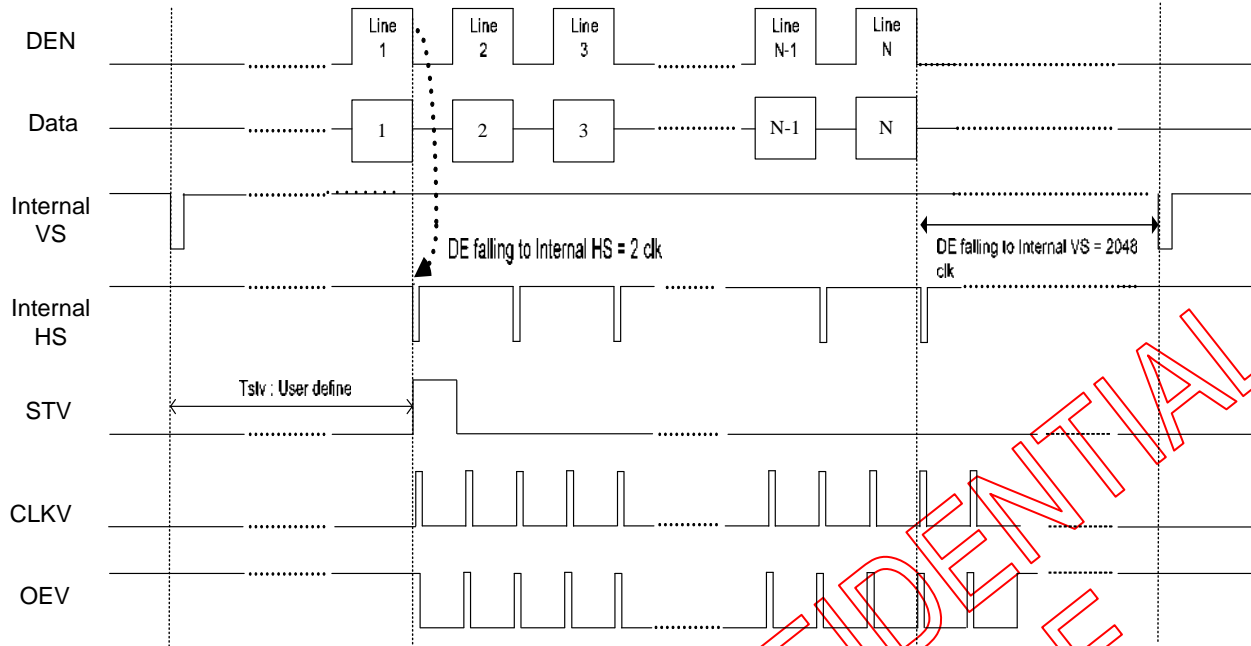 DEN
Line
1
Line
2
Line
3
Line
N-1
Line
N
Data
1
2
3
N-1
N
Internal
VS
DE falling to Internal HS = 2 clk
DE falling to Internal VS = 2048
clk
Internal
HS
Tstv : User define
STV
CLKV
OEV
FIDENTIAL
E